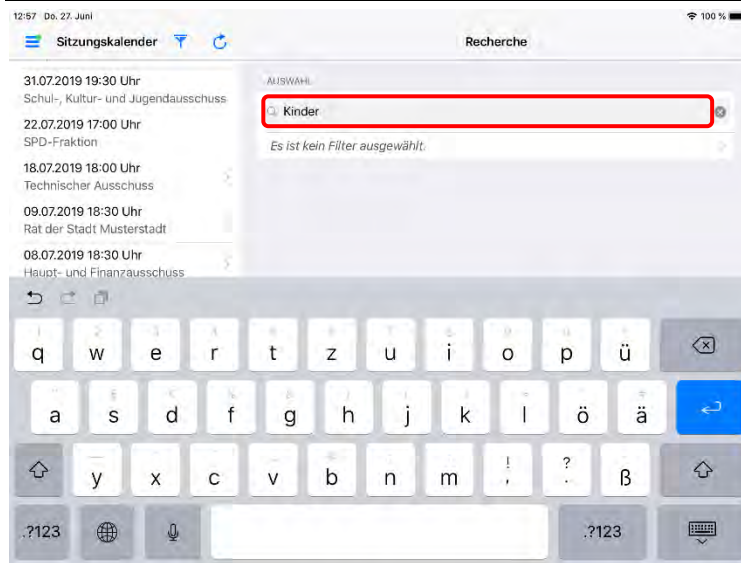 12:57 Do. 27. Juni
100 %
Sitzungskalender
Recherche
31.07.2019 19:30 Uhr
Schul-, Kultur- und Jugendausschuss
22.07.2019 17:00 Uhr
SPD-Fraktion
18.07.2019 18:00 Uhr
Technischer Ausschuss
09.07.2019 18:30 Uhr
Rat der Stadt Musterstadt
08.07.2019 18:30 Uhr
Haupt- und Finanzausschuss
AUSWAHL
Kinder
Es ist kein Filter ausgewählt.
q w e r t z u i o p ü
a s d f g h j k l ö ä
y x c v b n m ! , ? . ß
.?123 .?123